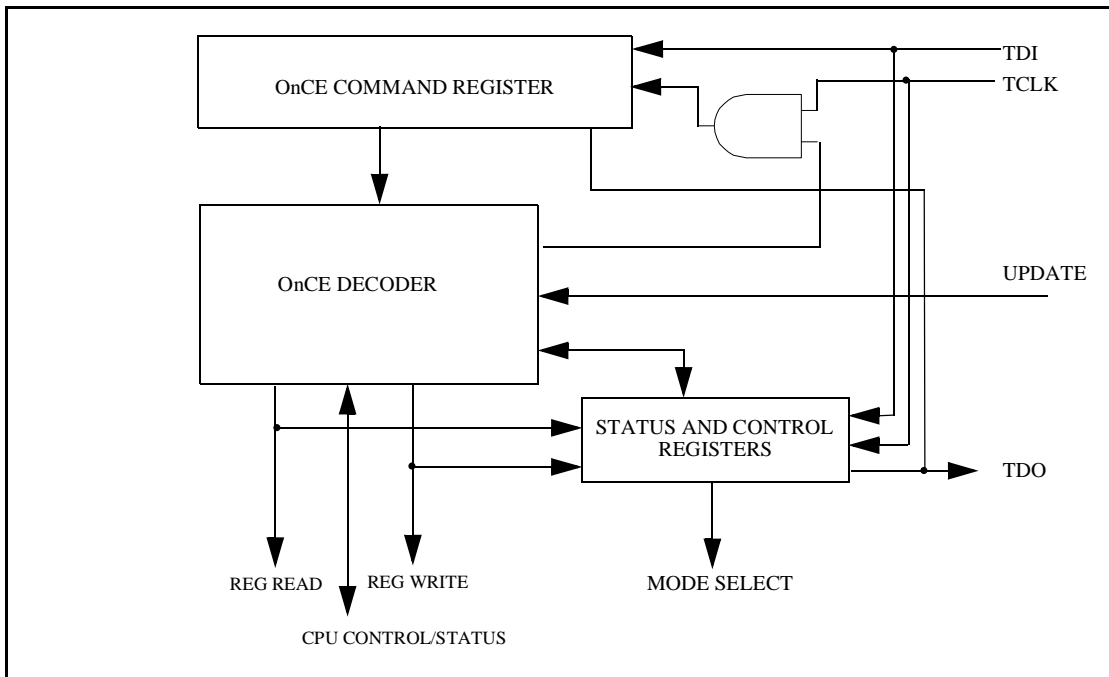 TDI
OnCE COMMAND REGISTER
TCLK
OnCE DECODER
UPDATE
STATUS AND CONTROL
REGISTERS
TDO
REG READ
REG WRITE
MODE SELECT
CPU CONTROL/STATUS